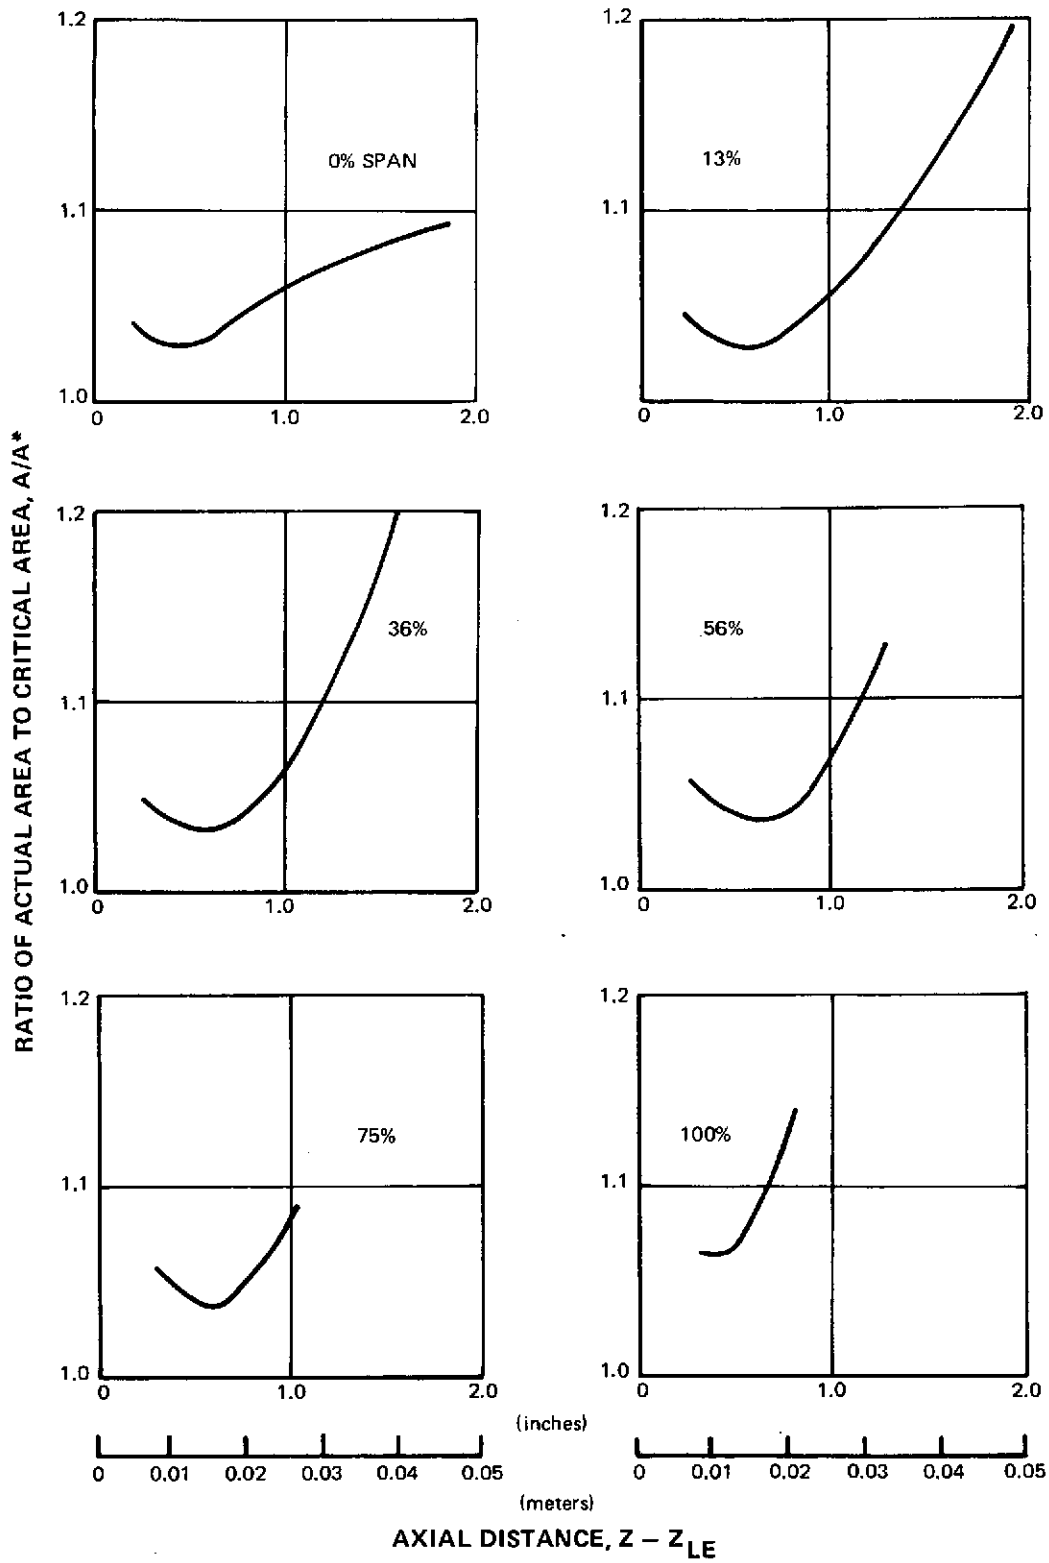 RATIO OF ACTUAL AREA TO CRITICAL AREA, A/A*
1.2
1.1
1.0
0% SPAN
0 1.0 2.0
1.2
1.1
13%
0 1.0 2.0
1.2
1.1
1.0
36%
0 1.0 2.0
1.2
1.1
1.0
56%
0 1.0 2.0
1.2
1.1
1.0
75%
0 1.0 2.0
1.2
1.1
1.0
100%
0 1.0 2.0
(inches)
0 0.01 0.02 0.03 0.04 0.05
0 0.01 0.02 0.03 0.04 0.05
(meters)
AXIAL DISTANCE, Z – Z_LE